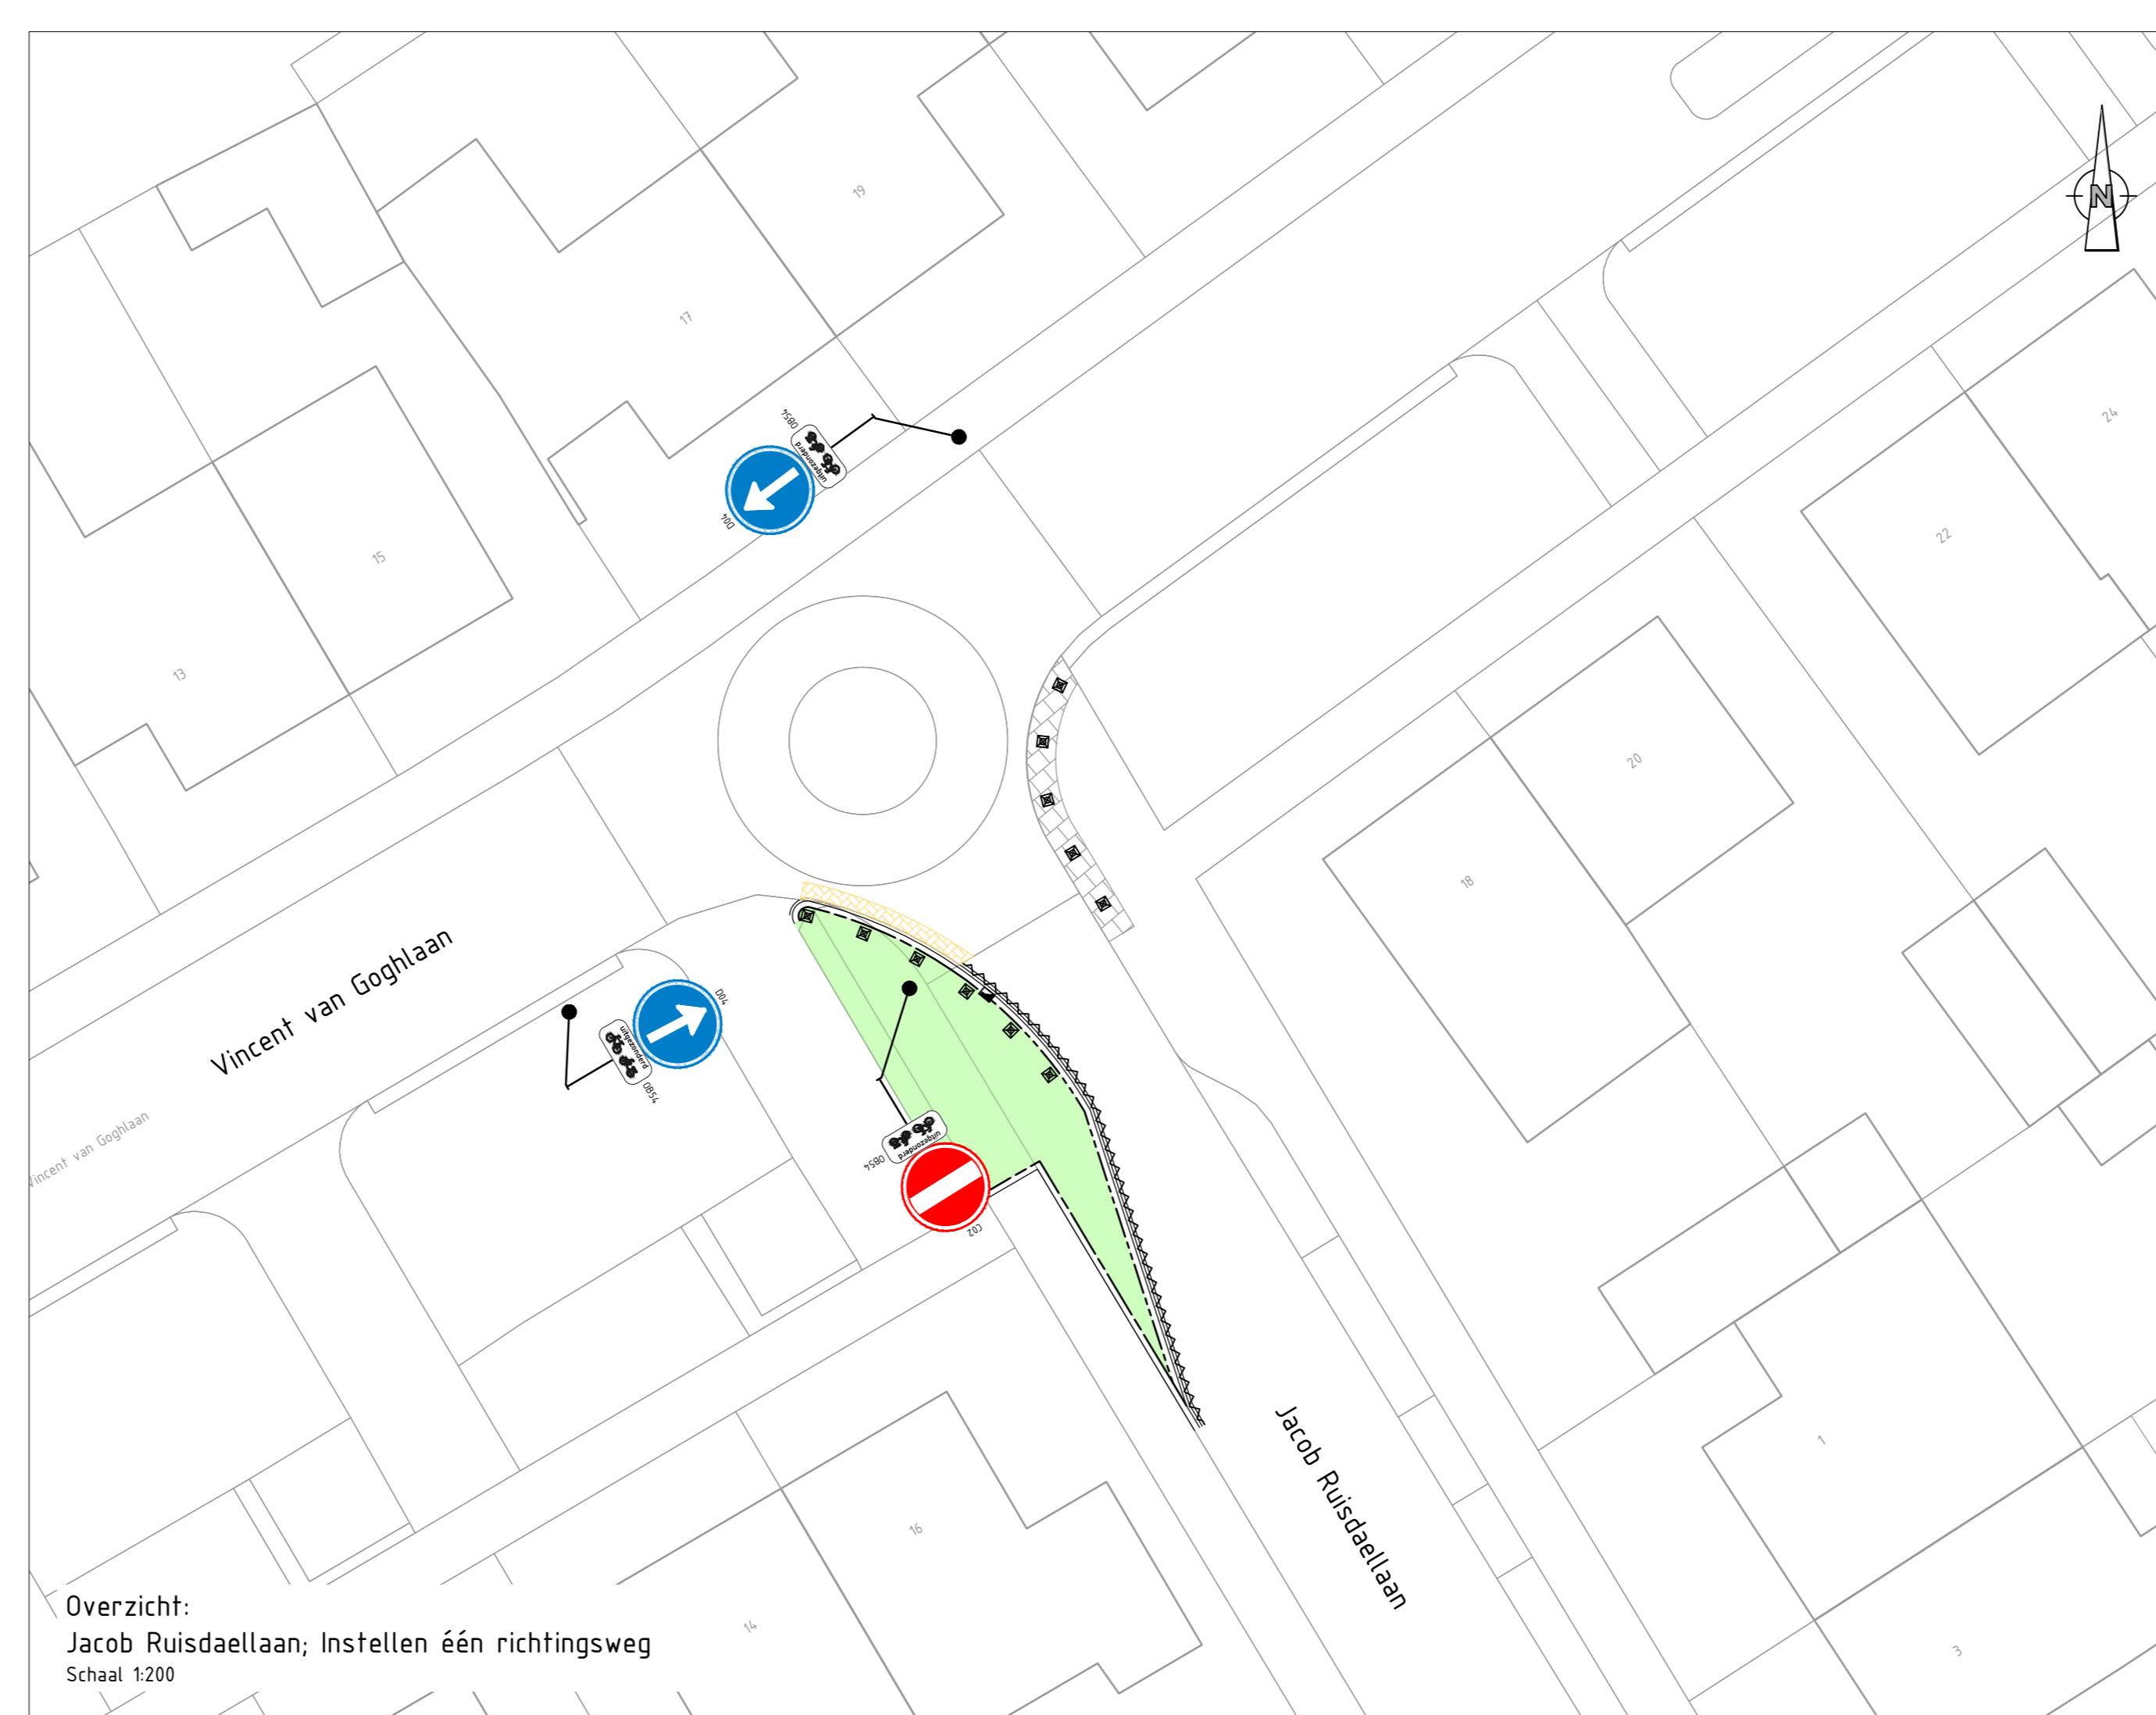 N
19
17
24
OB54
uitgezonderd
D04
22
15
13
20
18
Vincent van Goghlaan
D04
uitgezonderd
OB54
Vincent van Goghlaan
uitgezonderd
OB54
C02
Jacob Ruisdaellaan
1
16
14
3
Overzicht:
Jacob Ruisdaellaan; Instellen één richtingsweg
Schaal 1:200